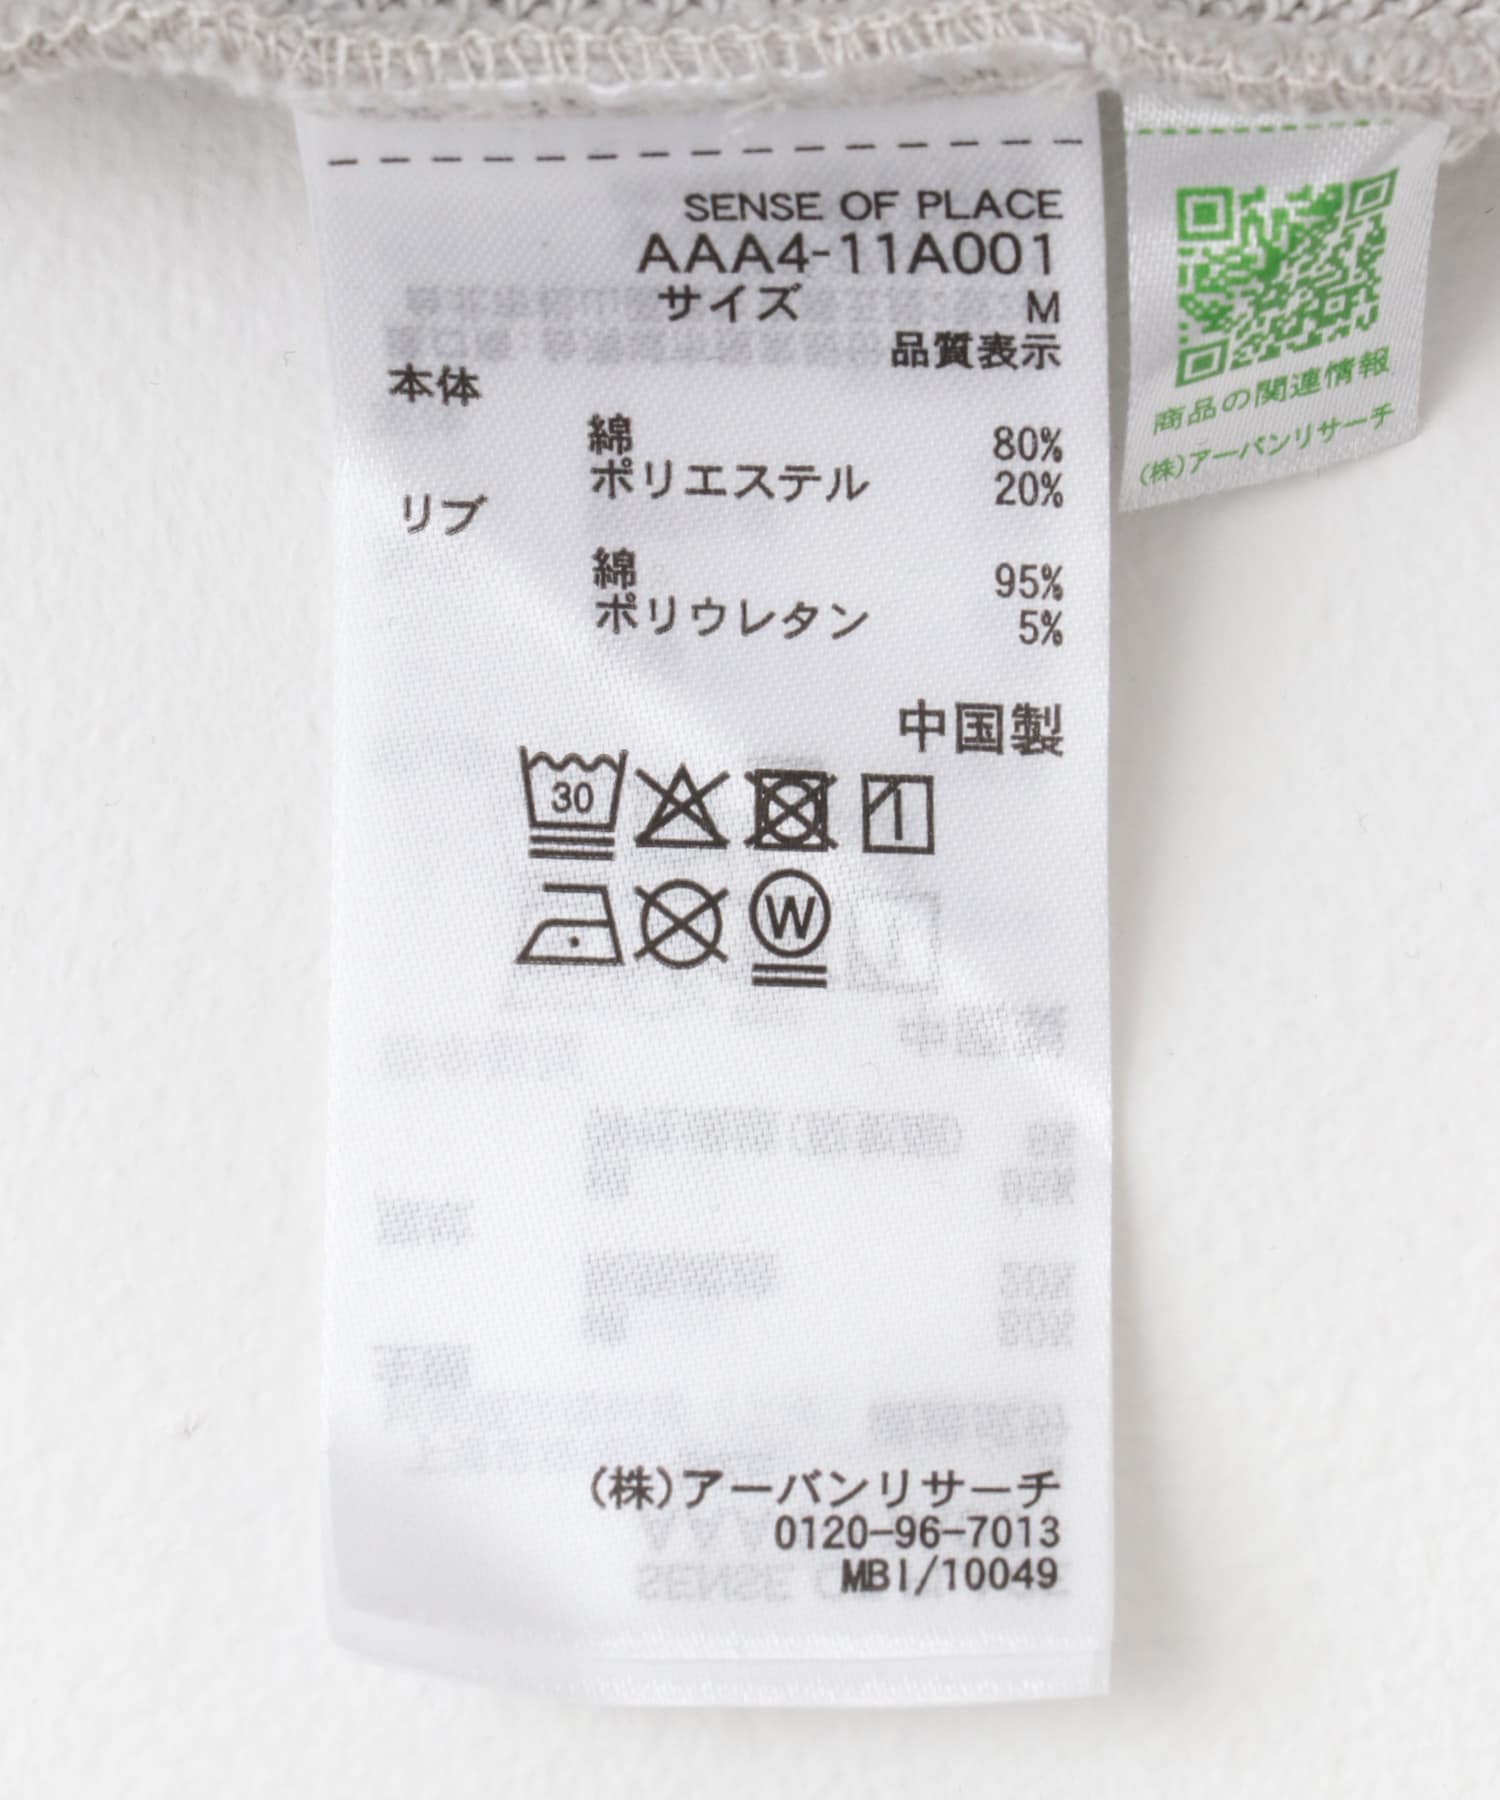 SENSE OF PLACE
AAA4-11A001
サイズ M
品質表示
本体
綿 80%
ポリエステル 20%
リブ
綿 95%
ポリウレタン 5%
中国製
30
W
(株)アーバンリサーチ
0120-96-7013
MBI/10049
商品の関連情報
(株)アーバンリサーチ